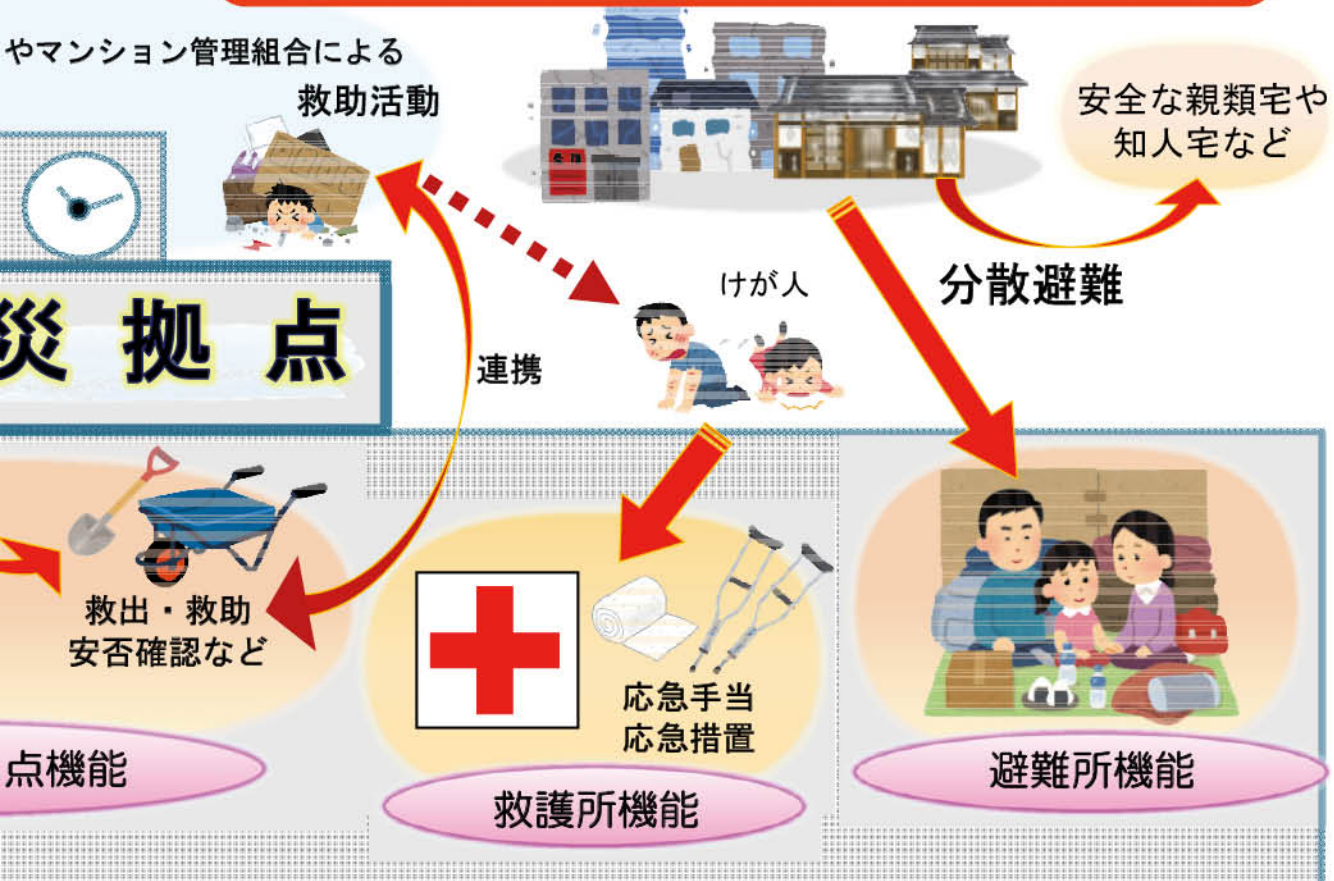 やマンション管理組合による
救助活動
安全な親類宅や
知人宅など
けが人
分散避難
災拠点
連携
救出・救助
安否確認など
応急手当
応急措置
点機能
救護所機能
避難所機能